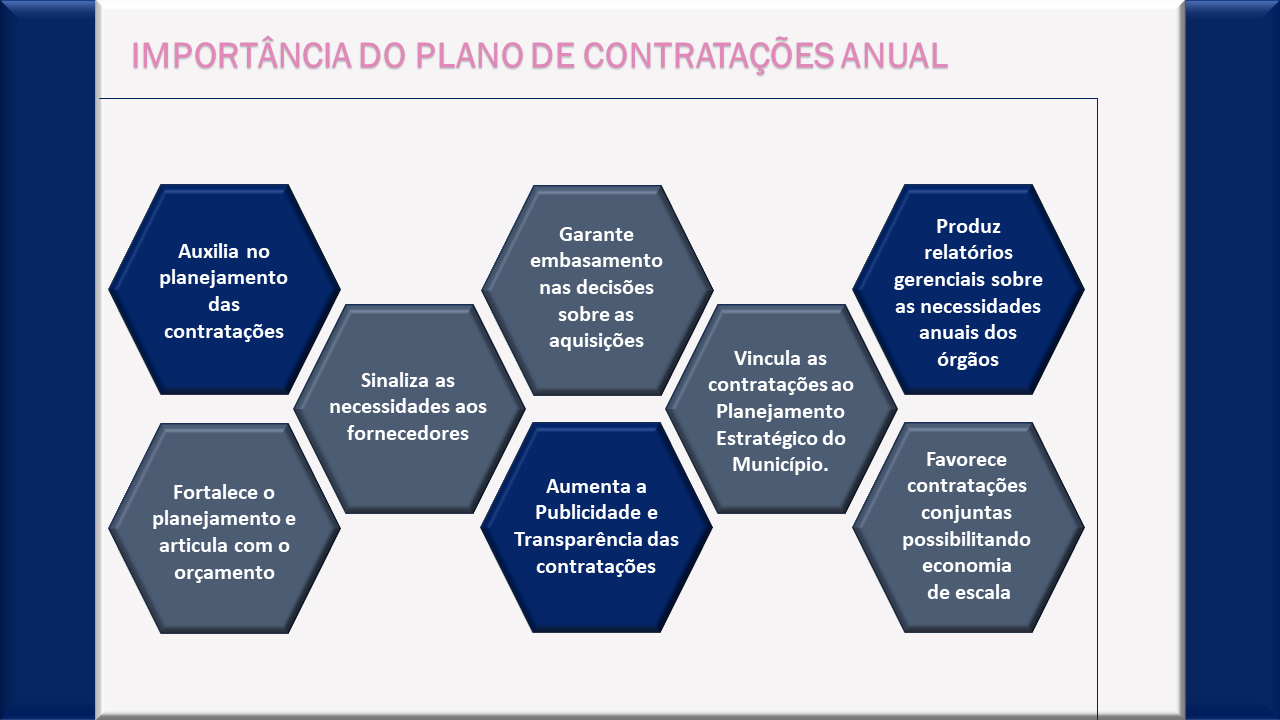 IMPORTÂNCIA DO PLANO DE CONTRATAÇÕES ANUAL
Auxilia no
planejamento
das
contratações
Fortalece o
planejamento e
articula com o
orçamento
Sinaliza as
necessidades aos
fornecedores
Garante
embasamento
nas decisões
sobre as
aquisições
Aumenta a
Publicidade e
Transparência das
contratações
Vincula as
contratações ao
Planejamento
Estratégico do
Município.
Produz
relatórios
gerenciais sobre
as necessidades
anuais dos
órgãos
Favorece
contratações
conjuntas
possibilitando
economia
de escala